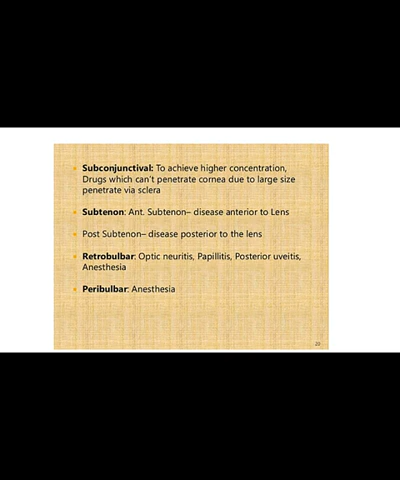 Subconjunctival: To achieve higher concentration,
Drugs which can't penetrate cornea due to large size
penetrate via sclera
Subtenon: Ant. Subtenon– disease anterior to Lens
Post Subtenon– disease posterior to the lens
Retrobulbar: Optic neuritis, Papillitis, Posterior uveitis,
Anesthesia
Peribulbar: Anesthesia
20